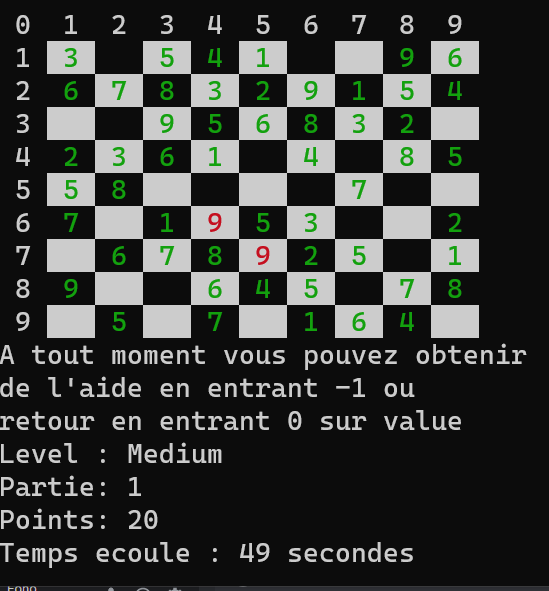 0 1 2 3 4 5 6 7 8 9
1 3 5 4 1 9 6
2 6 7 8 3 2 9 1 5 4
3 9 5 6 8 3 2
4 2 3 6 1 4 8 5
5 5 8 7
6 7 1 9 5 3 2
7 6 7 8 9 2 5 1
8 9 6 4 5 7 8
9 5 7 1 6 4
A tout moment vous pouvez obtenir
de l'aide en entrant -1 ou
retour en entrant 0 sur value
Level : Medium
Partie: 1
Points: 20
Temps ecoule : 49 secondes